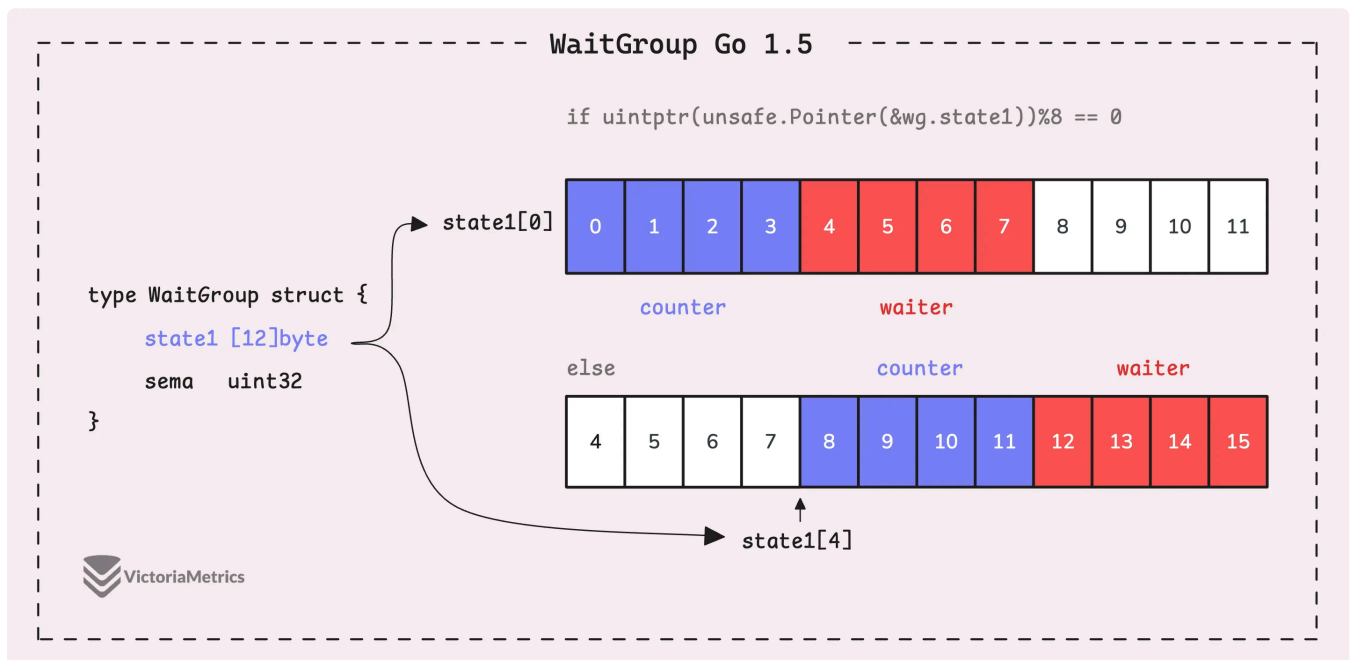 WaitGroup Go 1.5
if uintptr(unsafe.Pointer(&wg.state1))%8 == 0
state1[0]
0 1 2 3 4 5 6 7 8 9 10 11
counter waiter
type WaitGroup struct {
state1 [12]byte
sema uint32
}
else counter waiter
4 5 6 7 8 9 10 11 12 13 14 15
state1[4]
VictoriaMetrics